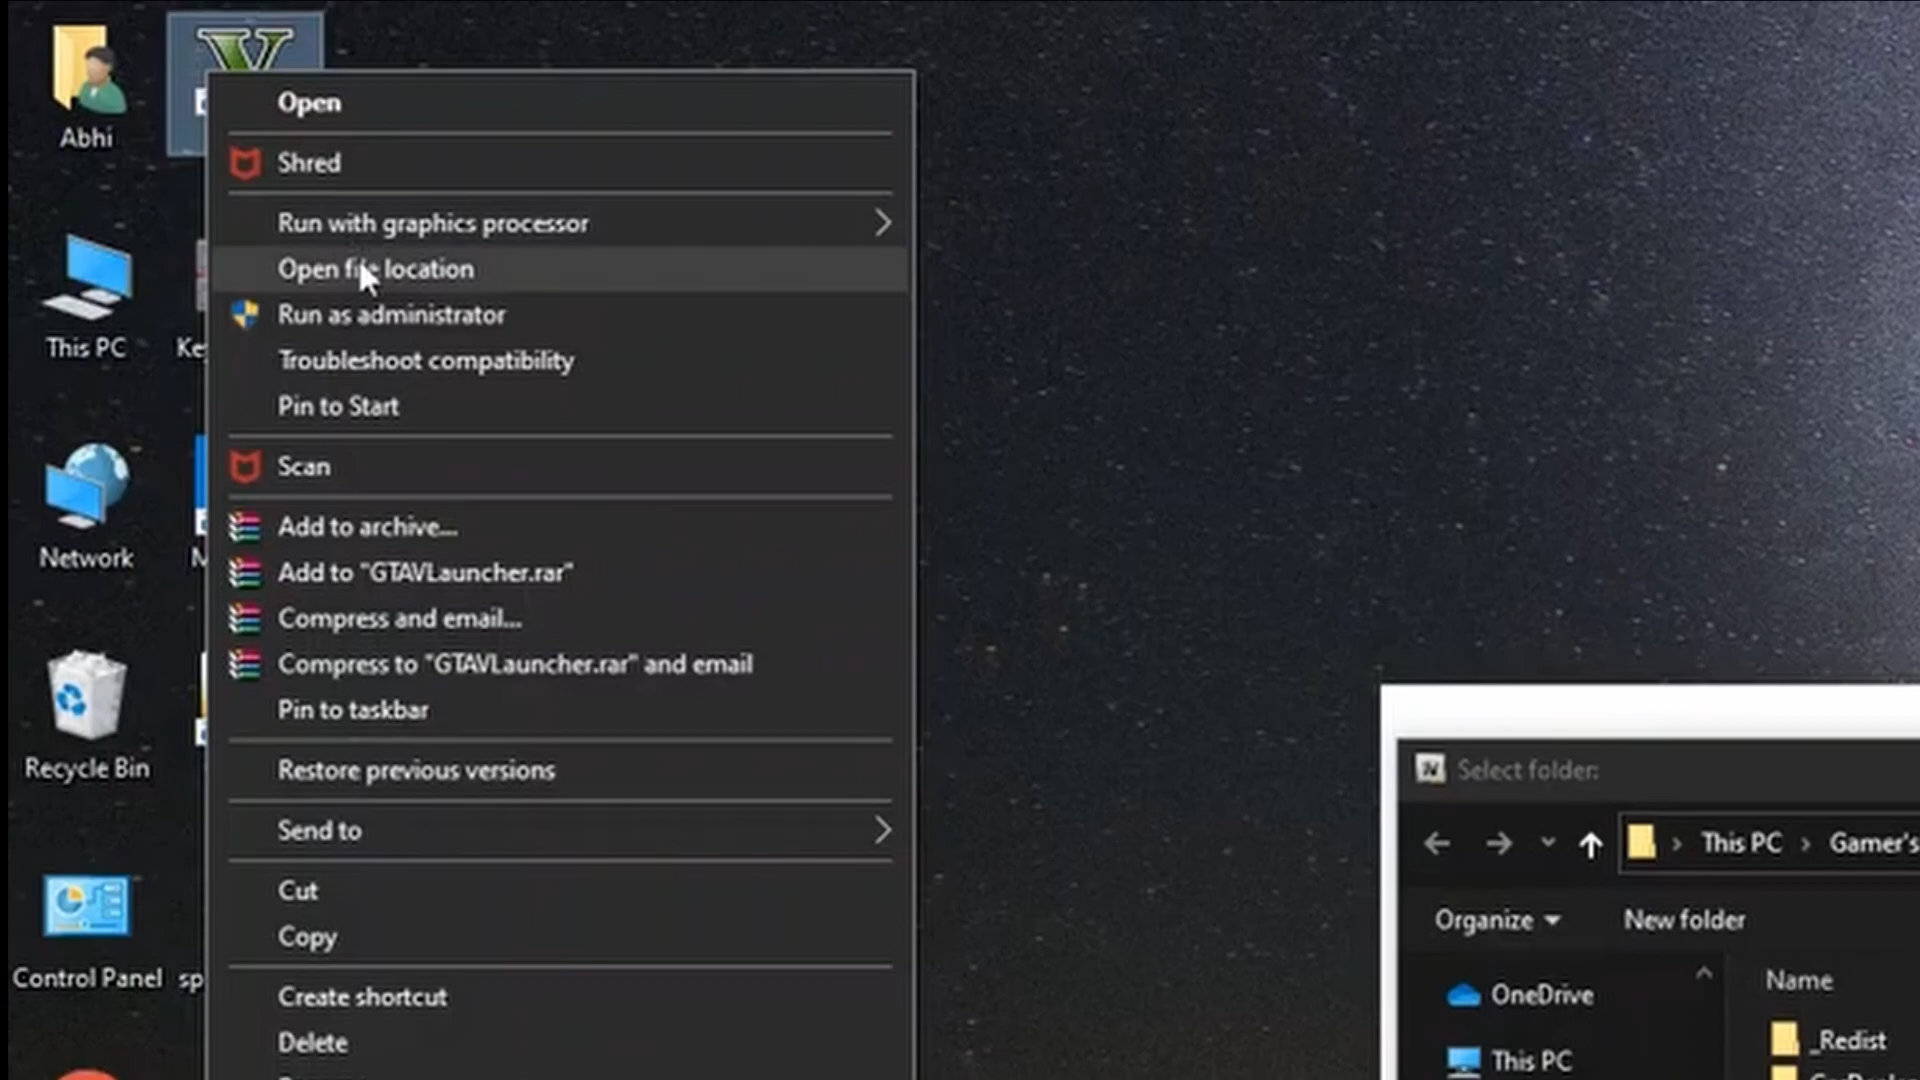 Abhi
This PC
Network
Recycle Bin
Control Panel
Ke
M
sp
V
Open
Shred
Run with graphics processor
Open file location
Run as administrator
Troubleshoot compatibility
Pin to Start
Scan
Add to archive...
Add to "GTAVLauncher.rar"
Compress and email...
Compress to "GTAVLauncher.rar" and email
Pin to taskbar
Restore previous versions
Send to
Cut
Copy
Create shortcut
Delete
Select folder:
This PC > Gamer's
Organize
New folder
Name
OneDrive
_Redist
This PC